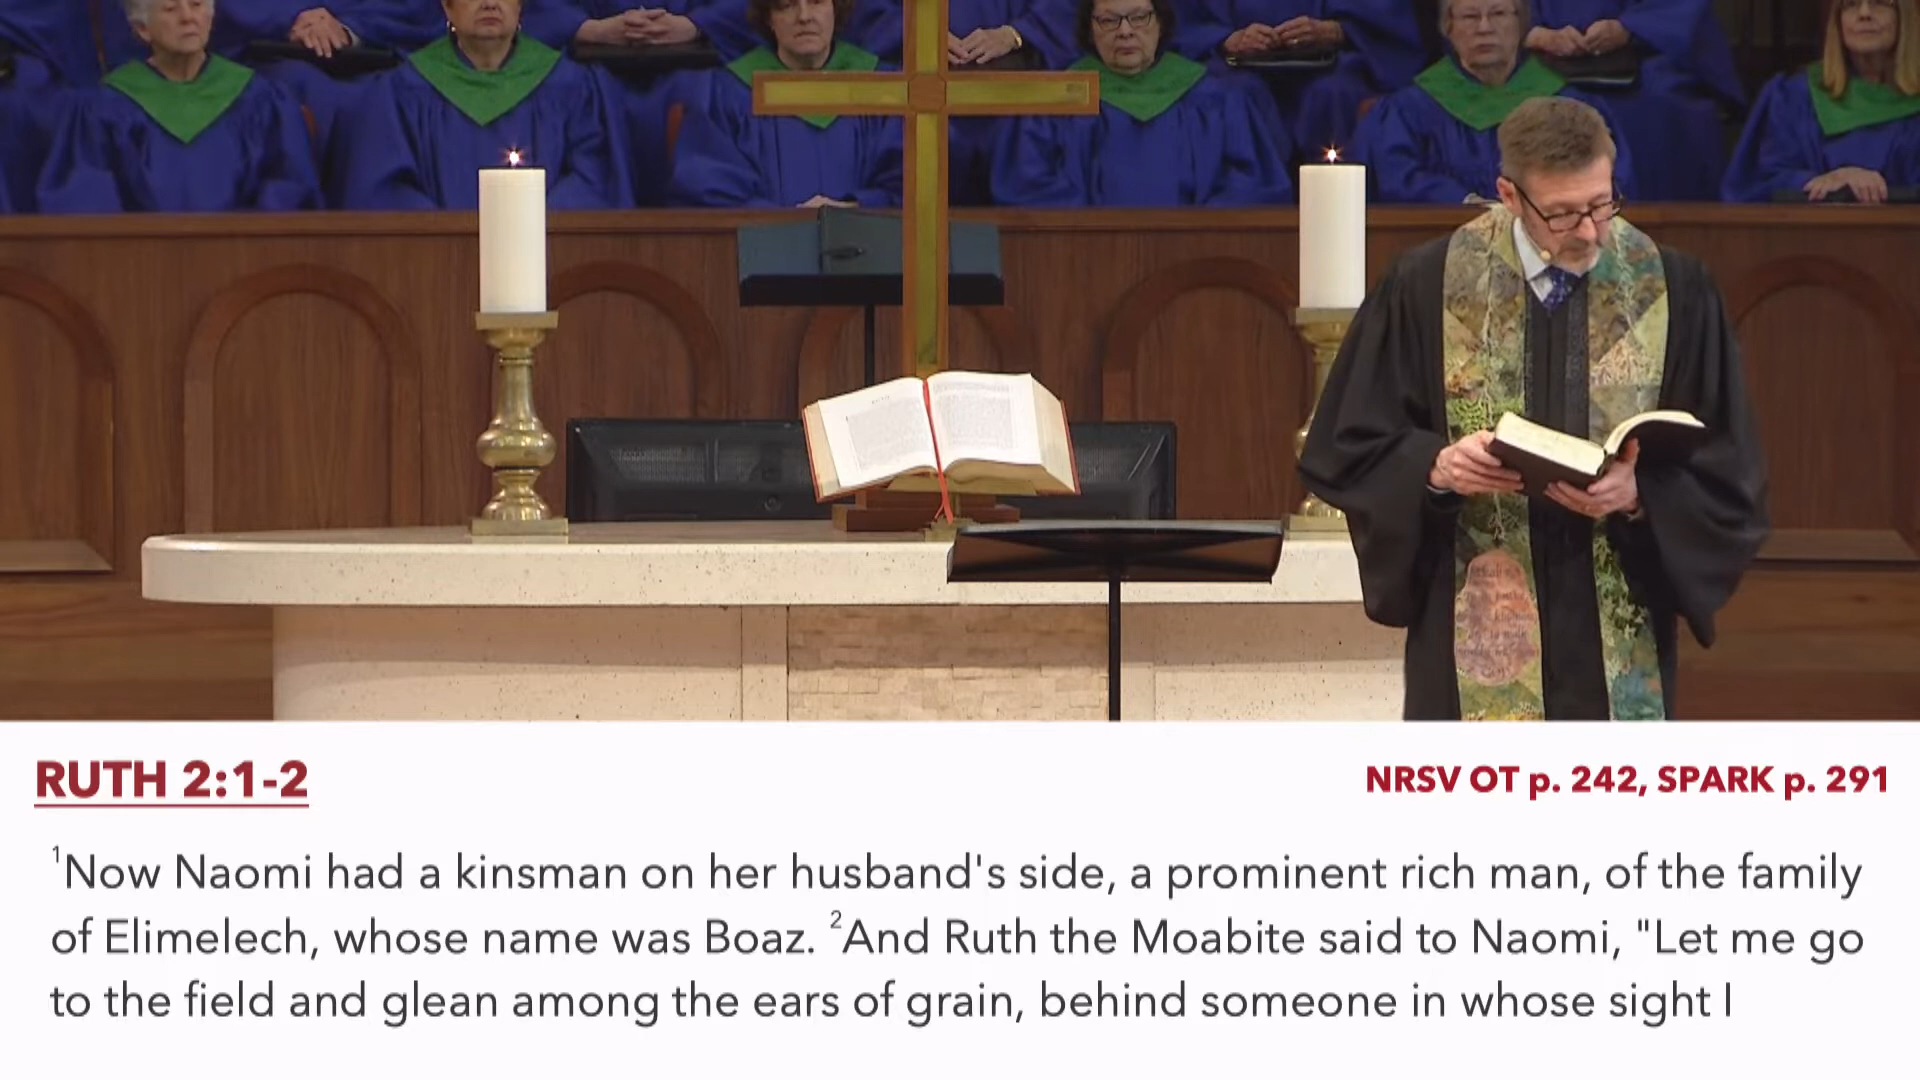 RUTH 2:1-2
NRSV OT p. 242, SPARK p. 291
¹Now Naomi had a kinsman on her husband's side, a prominent rich man, of the family
of Elimelech, whose name was Boaz. ²And Ruth the Moabite said to Naomi, "Let me go
to the field and glean among the ears of grain, behind someone in whose sight I